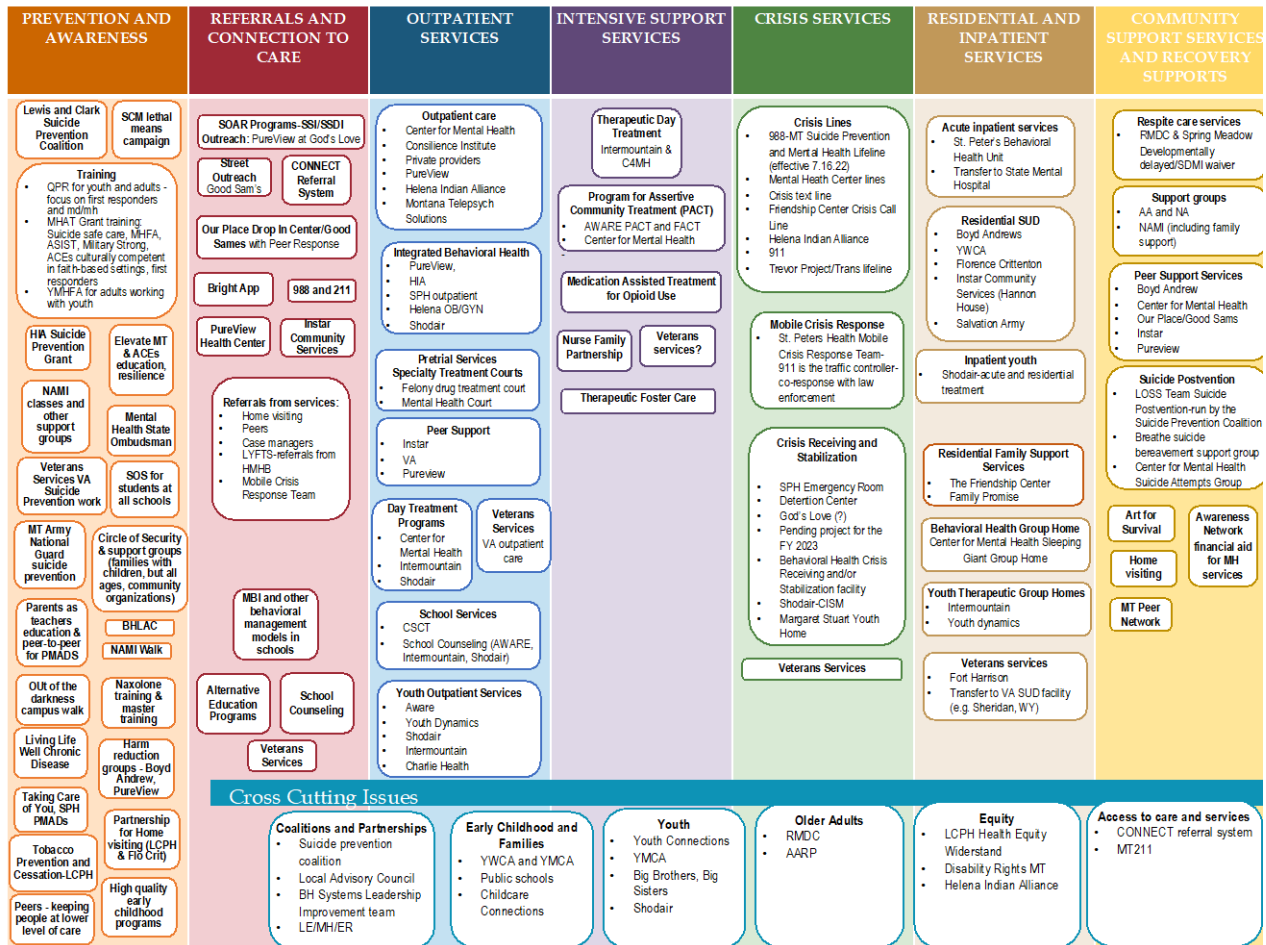 PREVENTION AND
AWARENESS
REFERRALS AND
CONNECTION TO
CARE
OUTPATIENT
SERVICES
INTENSIVE SUPPORT
SERVICES
CRISIS SERVICES
RESIDENTIAL AND
INPATIENT
SERVICES
COMMUNITY
SUPPORT SERVICES
AND RECOVERY
SUPPORTS
Lewis and Clark
Suicide
Prevention
Coalition
SCM lethal
means
campaign
Training
• QPR for youth and adults -
focus on first responders
and md/mh
• MHAT Grant training:
Suicide safe care, MHFA,
ASIST, Military Strong,
ACEs culturally competent
in faith-based settings, first
responders
• YMHFA for adults working
with youth
HIA Suicide
Prevention
Grant
Elevate MT
& ACEs
education,
resilience
NAMI
classes and
other
support
groups
Mental
Health State
Ombudsman
Veterans
Services VA
Suicide
Prevention work
SOS for
students at
all schools
MT Army
National
Guard
suicide
prevention
Circle of Security
& support groups
(families with
children, but all
ages, community
organizations)
Parents as
teachers
education &
peer-to-peer
for PMADS
BHLAC
NAMI Walk
OUt of the
darkness
campus walk
Naxolone
training &
master
training
Living Life
Well Chronic
Disease
Harm
reduction
groups - Boyd
Andrew,
PureView
Taking Care
of You, SPH
PMADs
Partnership
for Home
visiting (LCPH
& Flo Crit)
Tobacco
Prevention and
Cessation-LCPH
High quality
early
childhood
programs
Peers - keeping
people at lower
level of care
SOAR Programs-SSI/SSDI
Outreach: PureView at God's Love
Street
Outreach
Good Sam's
CONNECT
Referral
System
Our Place Drop In Center/Good
Sames with Peer Response
Bright App
988 and 211
PureView
Health Center
Instar
Community
Services
Referrals from services:
• Home visiting
• Peers
• Case managers
• LYFTS-referrals from
HMHB
• Mobile Crisis
Response Team
MBI and other
behavioral
management
models in
schools
Alternative
Education
Programs
School
Counseling
Veterans
Services
Outpatient care
• Center for Mental Health
• Consilience Institute
• Private providers
• PureView
• Helena Indian Alliance
• Montana Telepsych
Solutions
Integrated Behavioral Health
• PureView,
• HIA
• SPH outpatient
• Helena OB/GYN
• Shodair
Pretrial Services
Specialty Treatment Courts
• Felony drug treatment court
• Mental Health Court
Peer Support
• Instar
• VA
• Pureview
Day Treatment
Programs
• Center for
Mental Health
• Intermountain
• Shodair
Veterans
Services
VA outpatient
care
School Services
• CSCT
• School Counseling (AWARE,
Intermountain, Shodair)
Youth Outpatient Services
• Aware
• Youth Dynamics
• Shodair
• Intermountain
• Charlie Health
Therapeutic Day
Treatment
Intermountain &
C4MH
Program for Assertive
Community Treatment (PACT)
• AWARE PACT and FACT
• Center for Mental Health
-
Medication Assisted Treatment
for Opioid Use
Nurse Family
Partnership
Veterans
services?
Therapeutic Foster Care
Crisis Lines
• 988-MT Suicide Prevention
and Mental Health Lifeline
(effective 7.16.22)
• Mental Heath Center lines
• Crisis text line
• Friendship Center Crisis Call
Line
• Helena Indian Alliance
• 911
• Trevor Project/Trans lifeline
Mobile Crisis Response
• St. Peters Health Mobile
Crisis Response Team-
911 is the traffic controller-
co-response with law
enforcement
Crisis Receiving and
Stabilization
• SPH Emergency Room
• Detertion Center
• God's Love (?)
• Pending project for the
FY 2023
• Behavioral Health Crisis
Receiving and/or
Stabilization facility
• Shodair-CISM
• Margaret Stuart Youth
Home
Veterans Services
Acute inpatient services
• St. Peter's Behavioral
Health Unit
• Transfer to State Mental
Hospital
Residential SUD
• Boyd Andrews
• YWCA
• Florence Crittenton
• Instar Community
Services (Hannon
House)
• Salvation Army
Inpatient youth
• Shodair-acute and residential
treatment
Residential Family Support
Services
• The Friendship Center
• Family Promise
Behavioral Health Group Home
Center for Mental Health Sleeping
Giant Group Home
Youth Therapeutic Group Homes
• Intermountain
• Youth dynamics
Veterans services
• Fort Harrison
• Transfer to VA SUD facility
(e.g. Sheridan, WY)
Respite care services
• RMDC & Spring Meadow
Developmentally
delayed/SDMI waiver
Support groups
• AA and NA
• NAMI (including family
support)
Peer Support Services
• Boyd Andrew
• Center for Mental Health
• Our Place/Good Sams
• Instar
• Pureview
Suicide Postvention
• LOSS Team Suicide
Postvention-run by the
Suicide Prevention Coalition
• Breathe suicide
bereavement support group
• Center for Mental Health
Suicide Attempts Group
Art for
Survival
Awareness
Network
financial aid
for MH
services
Home
visiting
MT Peer
Network
Cross Cutting Issues
Coalitions and Partnerships
• Suicide prevention
coalition
• Local Advisory Council
• BH Systems Leadership
Improvement team
• LE/MH/ER
Early Childhood and
Families
• YWCA and YMCA
• Public schools
• Childcare
Connections
Youth
• Youth Connections
• YMCA
• Big Brothers, Big
Sisters
• Shodair
Older Adults
• RMDC
• AARP
Equity
• LCPH Health Equity
Widerstand
• Disability Rights MT
• Helena Indian Alliance
Access to care and services
• CONNECT referral system
• MT211